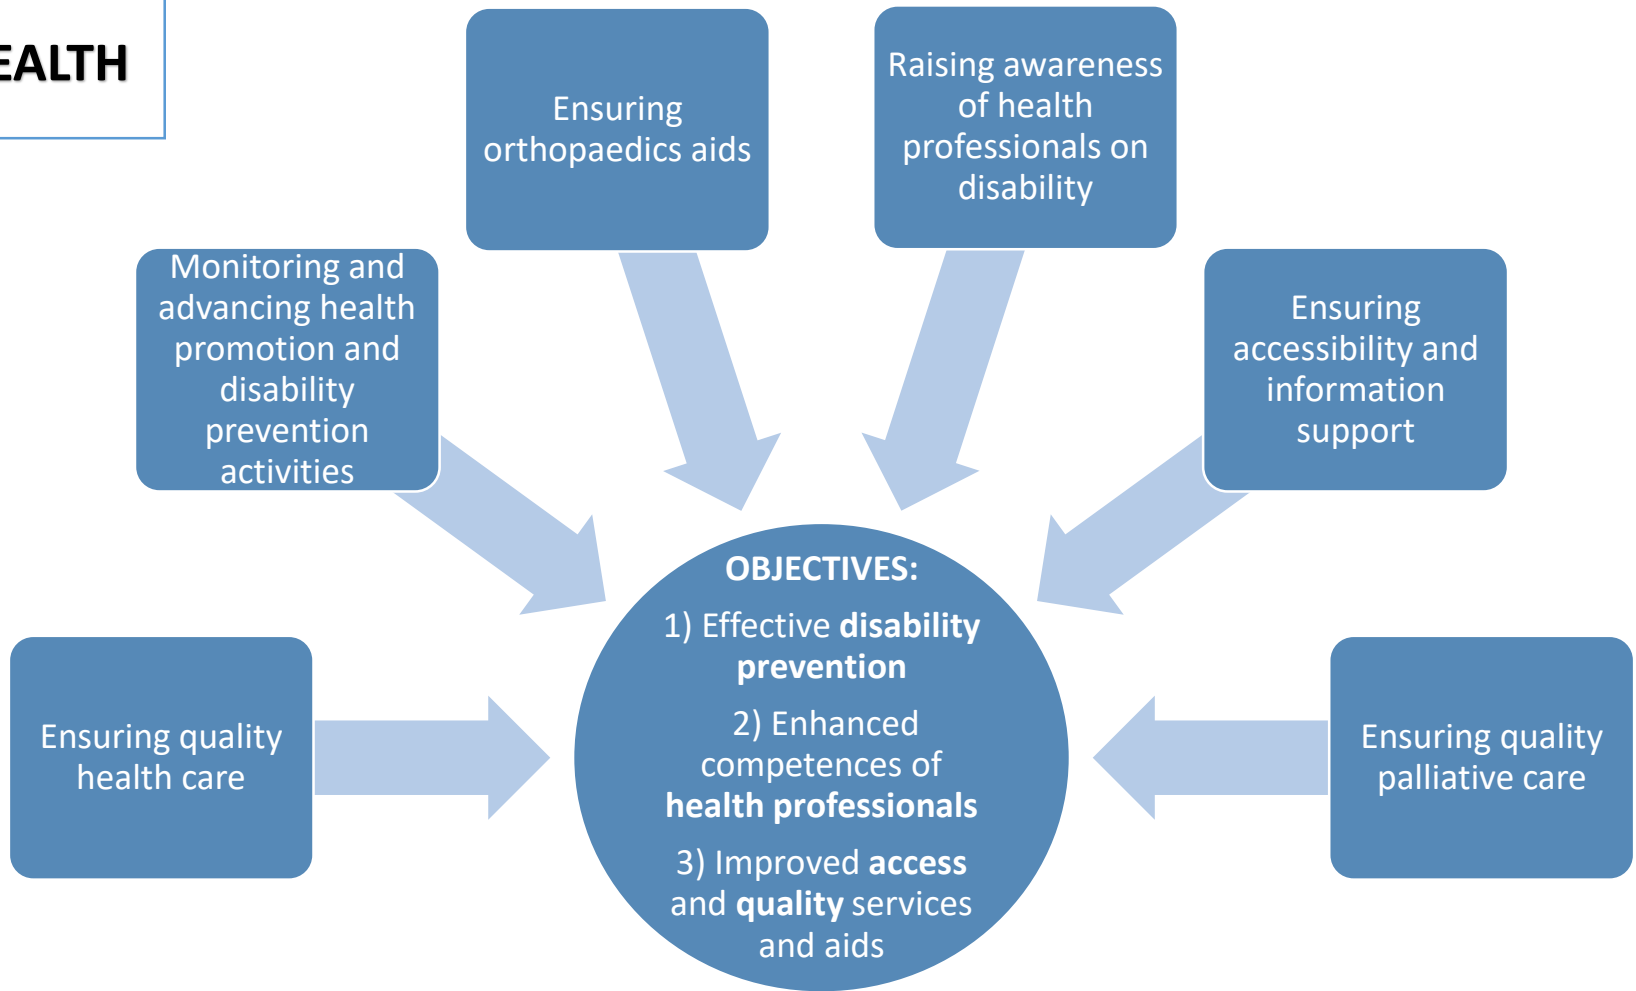 EALTH
Ensuring
orthopaedics aids
Raising awareness
of health
professionals on
disability
Monitoring and
advancing health
promotion and
disability
prevention
activities
Ensuring
accessibility and
information
support
Ensuring quality
health care
OBJECTIVES:
1) Effective disability
prevention
2) Enhanced
competences of
health professionals
3) Improved access
and quality services
and aids
Ensuring quality
palliative care